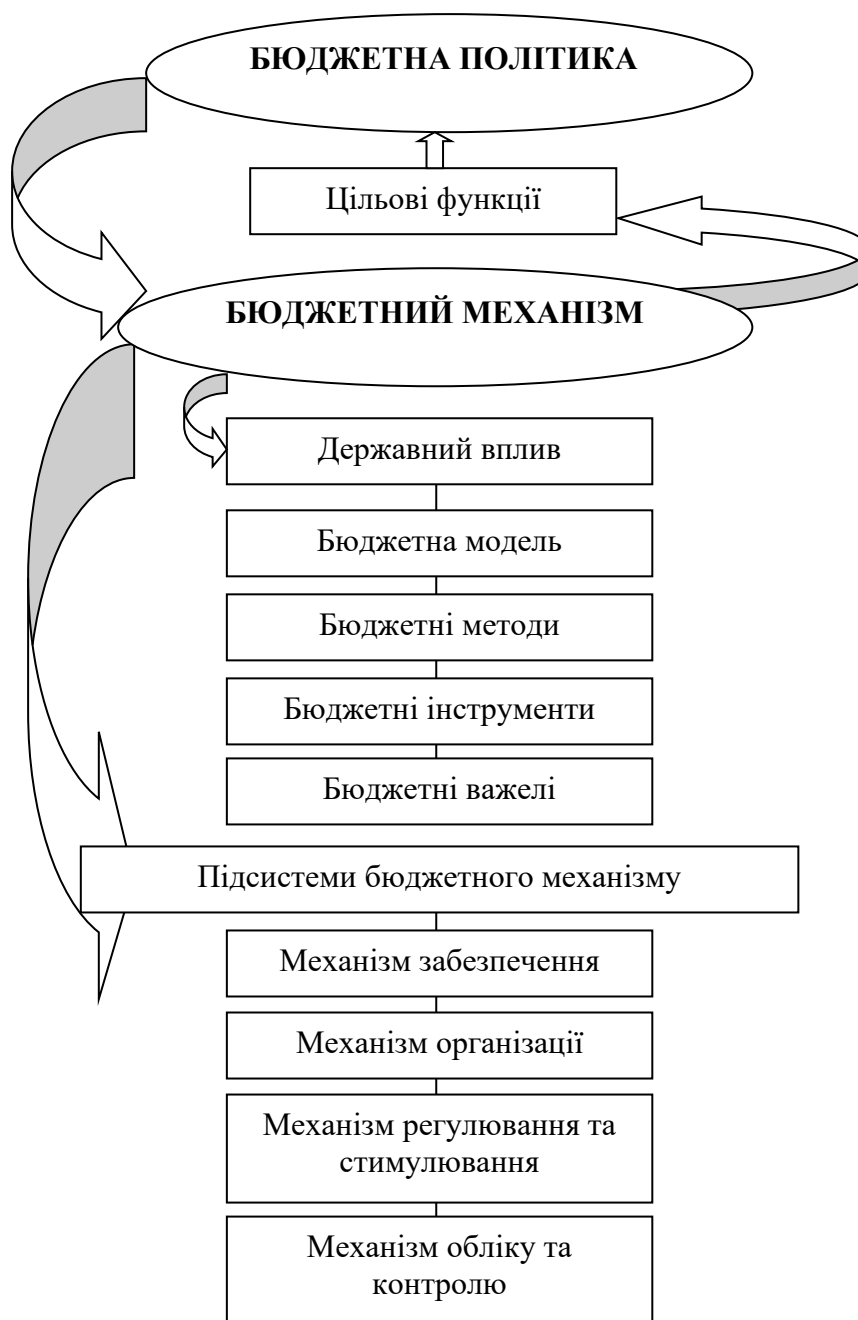 БЮДЖЕТНА ПОЛІТИКА
Цільові функції
БЮДЖЕТНИЙ МЕХАНІЗМ
Державний вплив
Бюджетна модель
Бюджетні методи
Бюджетні інструменти
Бюджетні важелі
Підсистеми бюджетного механізму
Механізм забезпечення
Механізм організації
Механізм регулювання та
стимулювання
Механізм обліку та
контролю